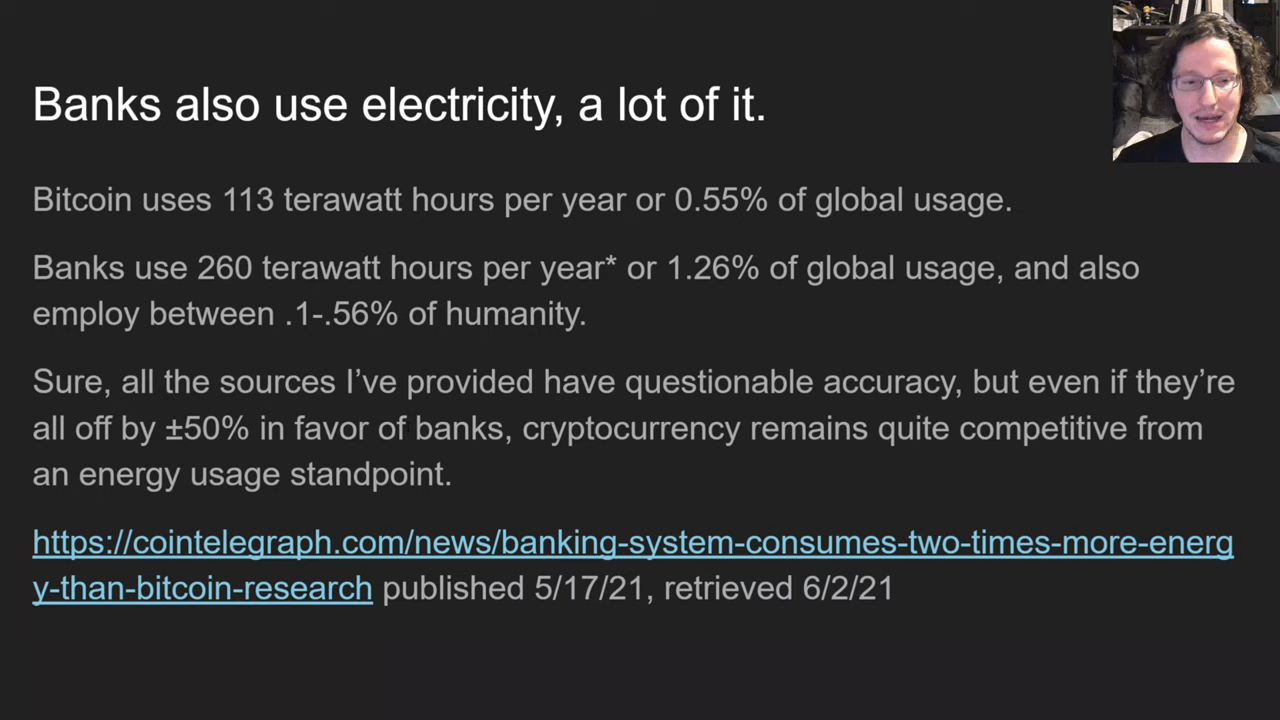 Banks also use electricity, a lot of it.
Bitcoin uses 113 terawatt hours per year or 0.55% of global usage.
Banks use 260 terawatt hours per year* or 1.26% of global usage, and also
employ between .1-.56% of humanity.
Sure, all the sources I’ve provided have questionable accuracy, but even if they’re
all off by ±50% in favor of banks, cryptocurrency remains quite competitive from
an energy usage standpoint.
https://cointelegraph.com/news/banking-system-consumes-two-times-more-energ
y-than-bitcoin-research published 5/17/21, retrieved 6/2/21